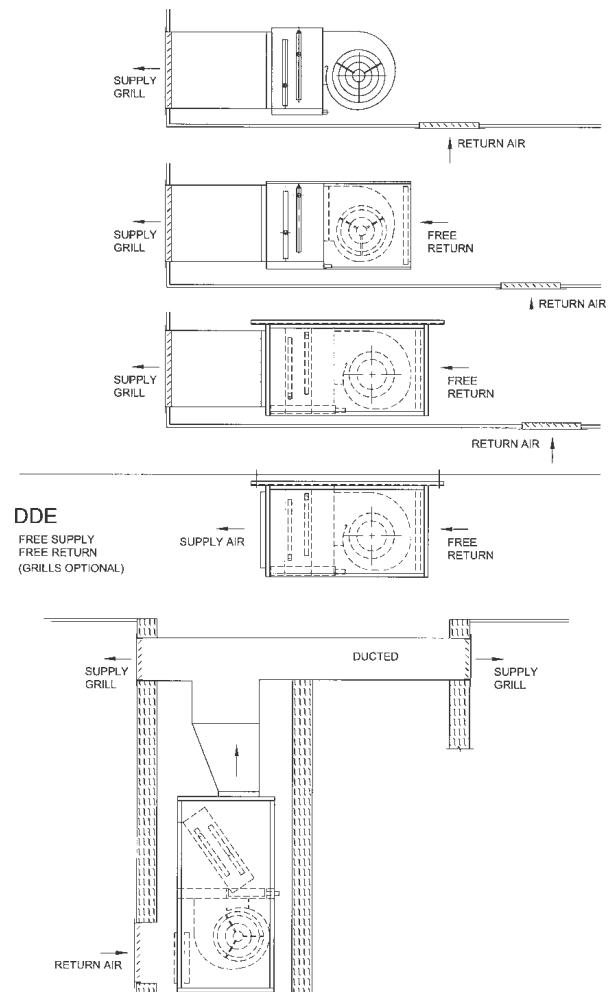 SUPPLY
GRILL
RETURN AIR
SUPPLY
GRILL
FREE
RETURN
RETURN AIR
SUPPLY
GRILL
FREE
RETURN
RETURN AIR
DDE
FREE SUPPLY
FREE RETURN
(GRILLS OPTIONAL)
SUPPLY AIR
FREE
RETURN
SUPPLY
GRILL
DUCTED
SUPPLY
GRILL
RETURN AIR